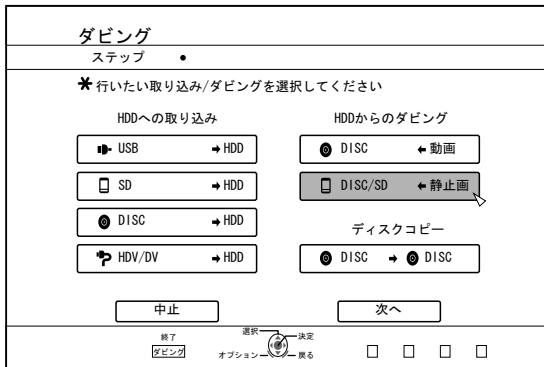 ダビング
ステップ ●
＊行いたい取り込み/ダビングを選択してください
HDDへの取り込み
USB ➡ HDD
SD ➡ HDD
DISC ➡ HDD
HDV/DV ➡ HDD
HDDからのダビング
DISC ⬅ 動画
DISC/SD ⬅ 静止画
ディスクコピー
DISC ➡ DISC
中止
次へ
終了
ダビング
選択
決定
オプション
戻る